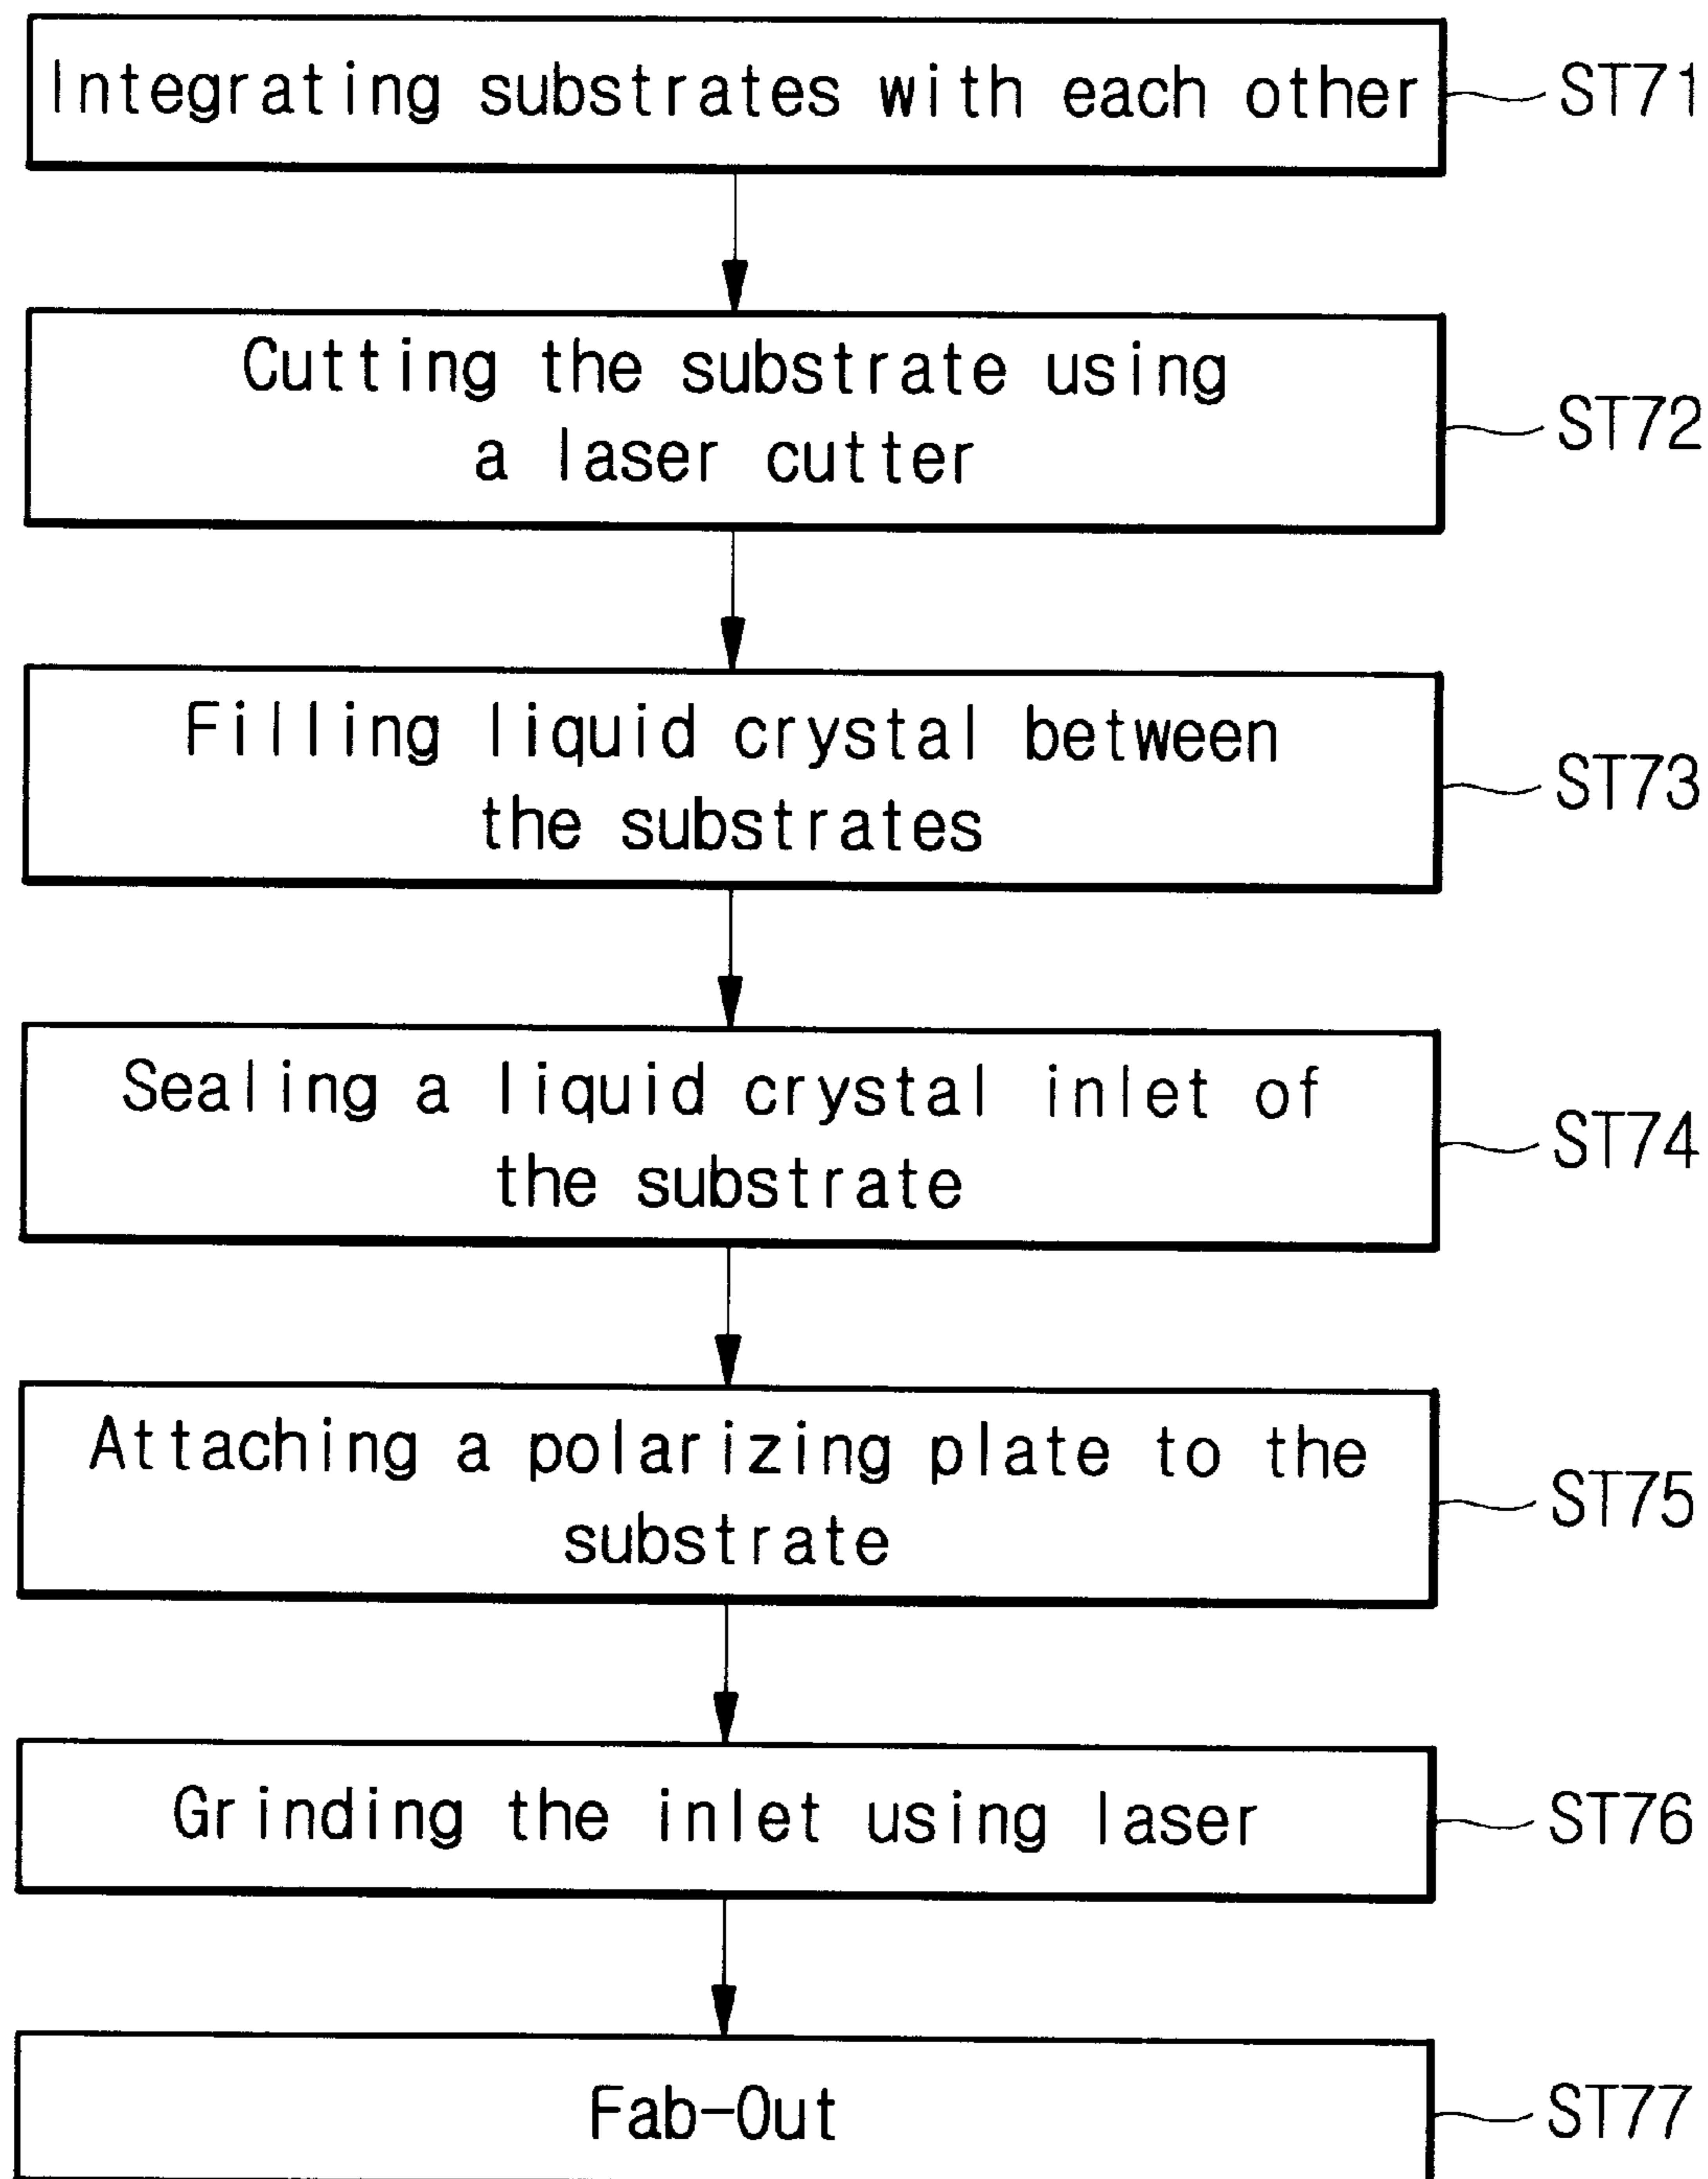 Integrating substrates with each other
ST71
Cutting the substrate using
a laser cutter
ST72
Filling liquid crystal between
the substrates
ST73
Sealing a liquid crystal inlet of
the substrate
ST74
Attaching a polarizing plate to the
substrate
ST75
Grinding the inlet using laser
ST76
Fab-Out
ST77